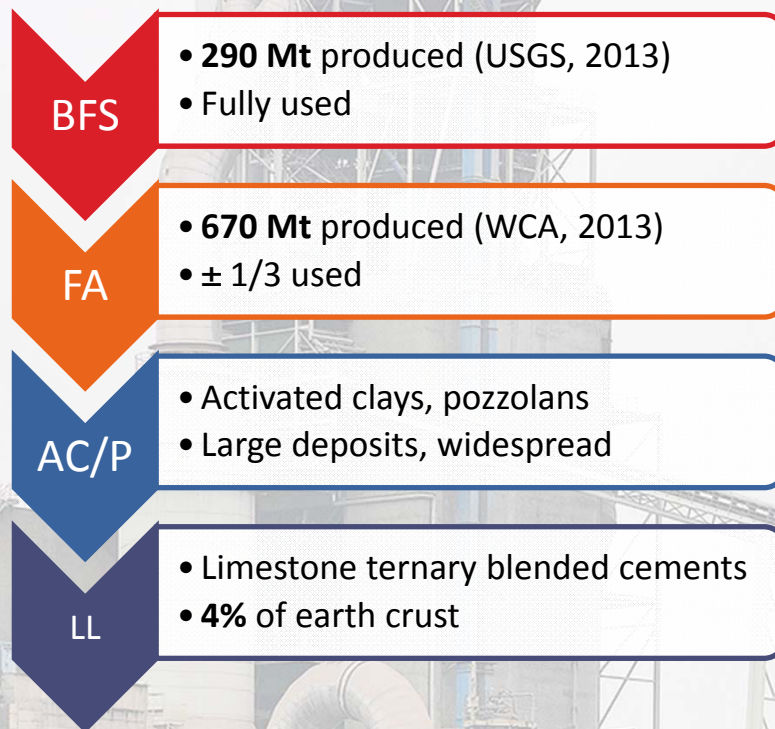 BFS
• 290 Mt produced (USGS, 2013)
• Fully used
FA
• 670 Mt produced (WCA, 2013)
• ± 1/3 used
AC/P
• Activated clays, pozzolans
• Large deposits, widespread
LL
• Limestone ternary blended cements
• 4% of earth crust